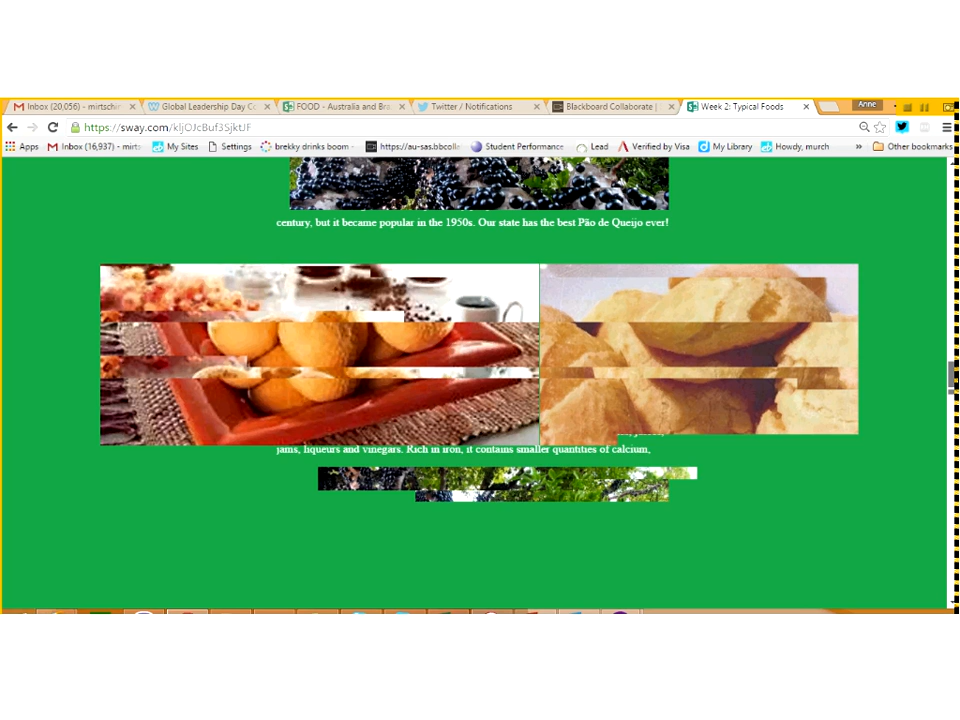 Inbox (20,056) - mirtschin
Global Leadership Day Co
FOOD - Australia and Bra
Twitter / Notifications
Blackboard Collaborate |
Week 2: Typical Foods
Anne
https://sway.com/kljOJcBuf3SjktJF
Apps
Inbox (16,937) - mirts
My Sites
Settings
brekky drinks boom -
https://au-sas.bbcolle
Student Performance
Lead
Verified by Visa
My Library
Howdy, murch
»
Other bookmarks
century, but it became popular in the 1950s. Our state has the best Pão de Queijo ever!
jams, liqueurs and vinegars. Rich in iron, it contains smaller quantities of calcium,